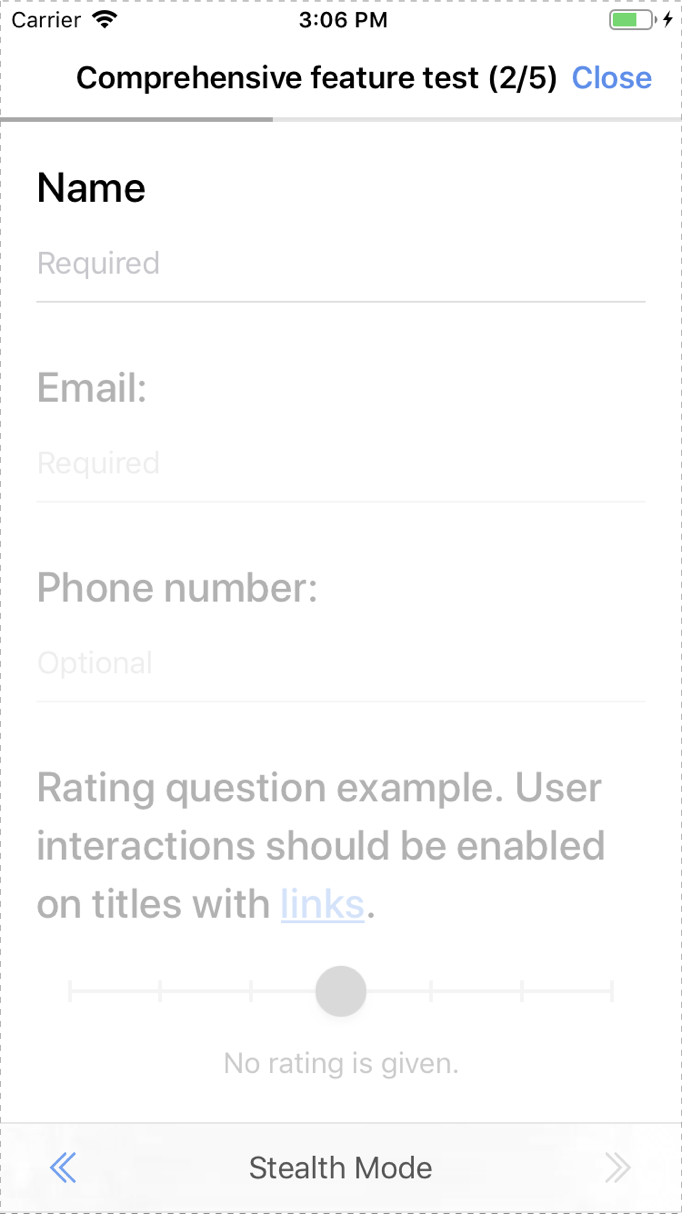 Carrier 3:06 PM
Comprehensive feature test (2/5) Close
Name
Required
Email:
Required
Phone number:
Optional
Rating question example. User
interactions should be enabled
on titles with links.
No rating is given.
Stealth Mode